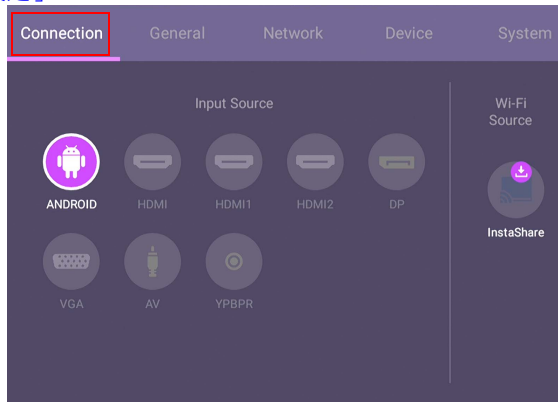 Connection General Network Device System
Input Source
Wi-Fi
Source
ANDROID HDMI HDMI1 HDMI2 DP
InstaShare
VGA AV YPBPR